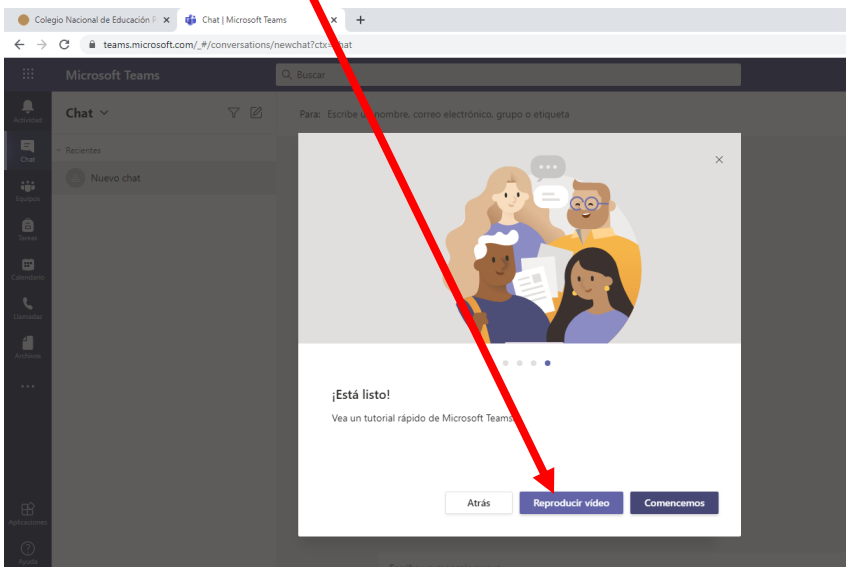 Colegio Nacional de Educación P
Chat | Microsoft Teams
teams.microsoft.com/_#/conversations/newchat?ctx=chat
Microsoft Teams
Buscar
Actividad
Chat
Para: Escribe un nombre, correo electrónico, grupo o etiqueta
Chat
Recientes
Nuevo chat
Equipos
Tareas
Calendario
Llamadas
Archivos
¡Está listo!
Vea un tutorial rápido de Microsoft Teams.
Atrás
Reproducir vídeo
Comencemos
Aplicaciones
Ayuda